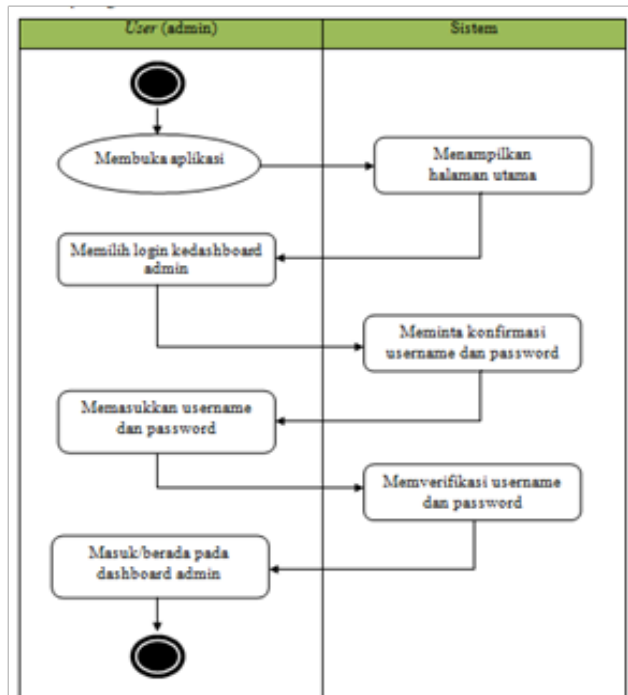 User (admin)
Sistem
Membuka aplikasi
Menampilkan
halaman utama
Memilih login kedashboard
admin
Meminta konfirmasi
username dan password
Memasukkan username
dan password
Memverifikasi username
dan password
Masuk/berada pada
dashboard admin